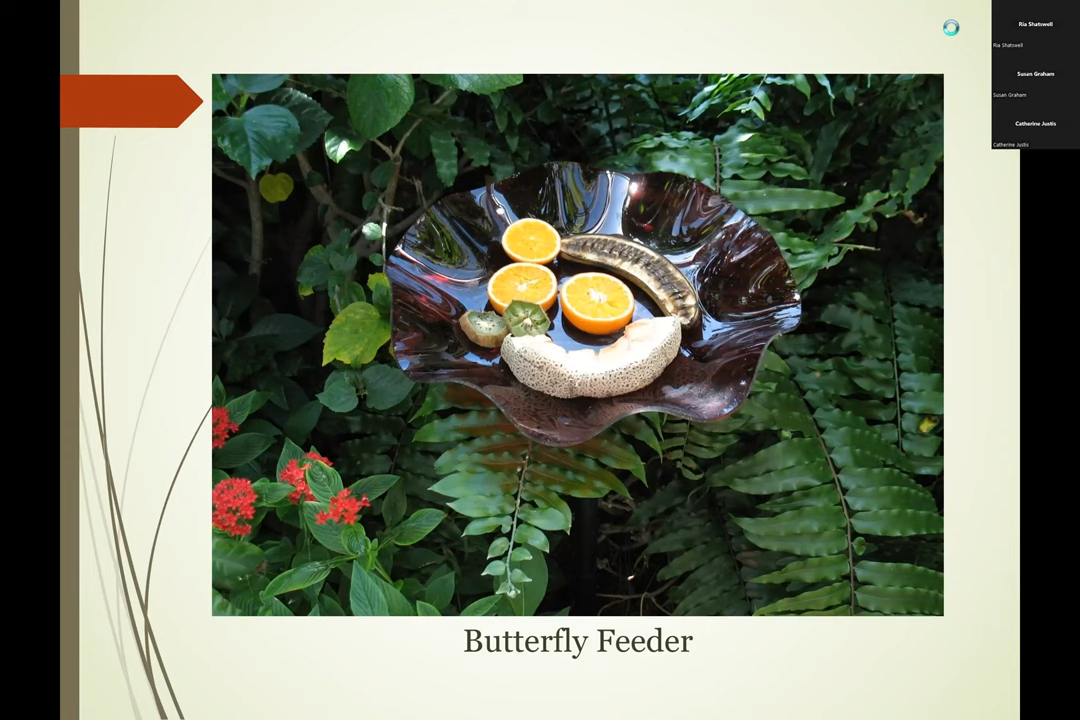 Ria Shatswell
Ria Shatswell
Susan Graham
Susan Graham
Catherine Justis
Catherine Justis
Butterfly Feeder